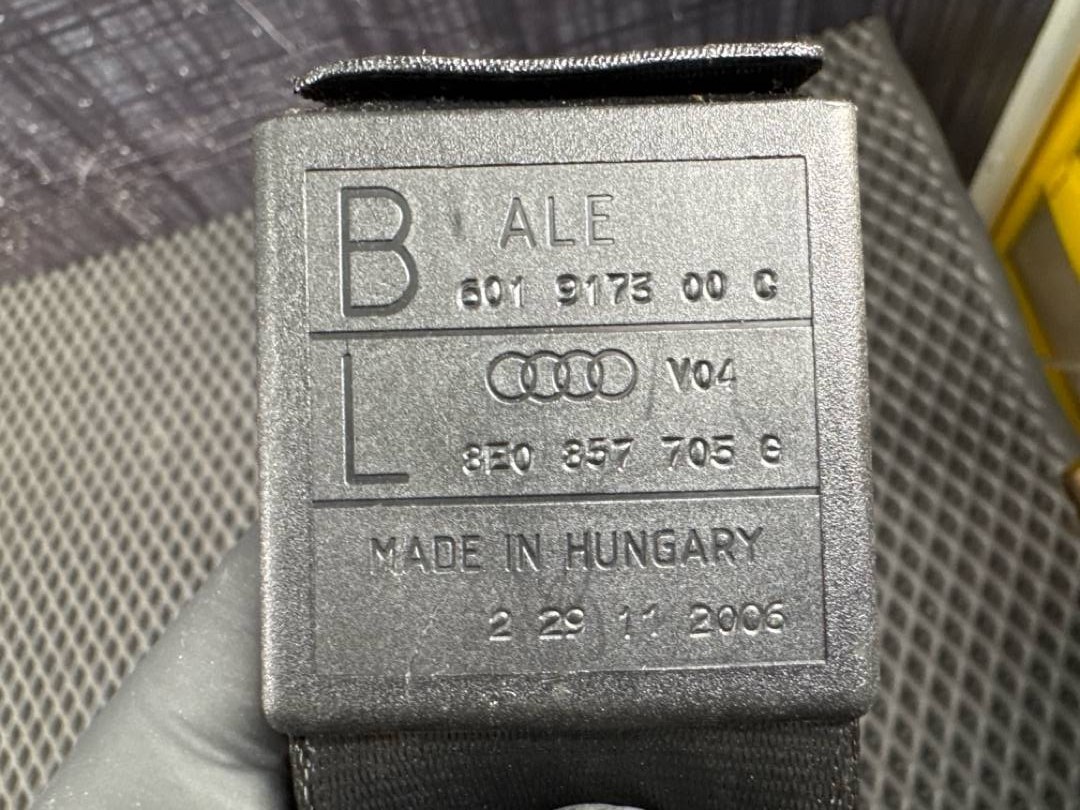 B ALE
601 9173 00 C
L V04
8E0 857 705 G
MADE IN HUNGARY
2 29 11 2006